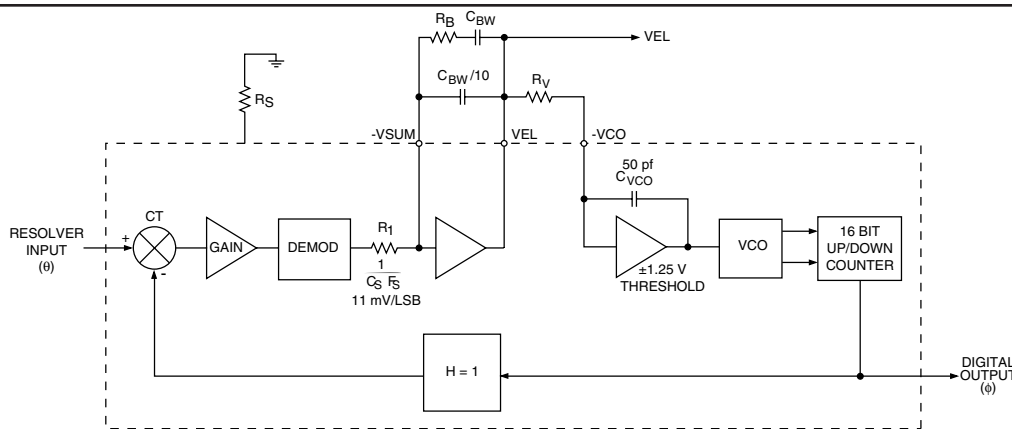 R_B
C_BW
VEL
C_BW/10
R_V
R_S
-VSUM
VEL
-VCO
50 pf
C_VCO
CT
RESOLVER
INPUT
(θ)
+
-
GAIN
DEMOD
R_1
1
C_S F_S
11 mV/LSB
±1.25 V
THRESHOLD
VCO
16 BIT
UP/DOWN
COUNTER
H = 1
DIGITAL
OUTPUT
(ϕ)